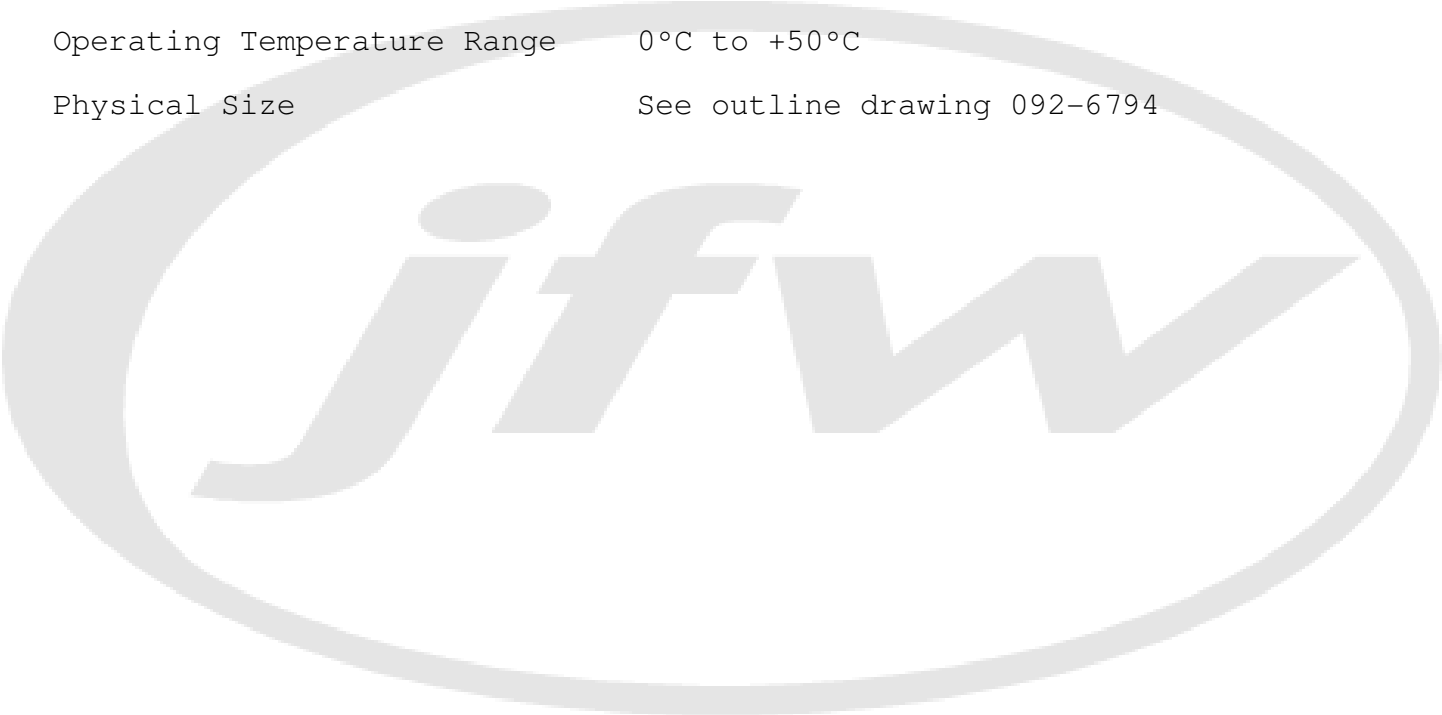 Operating Temperature Range 0°C to +50°C
Physical Size See outline drawing 092-6794
jfw